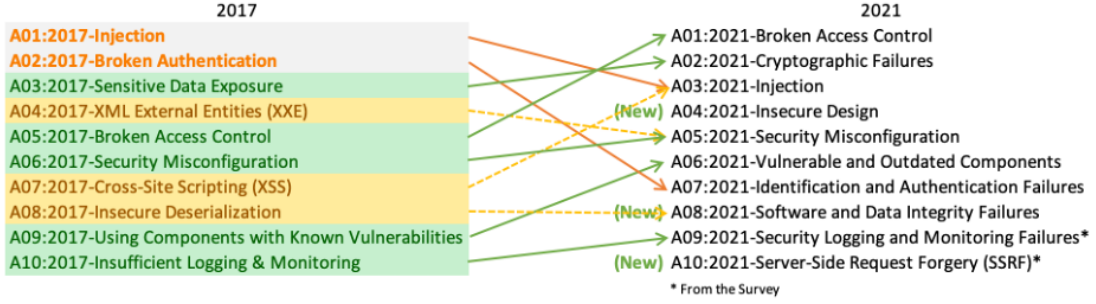 2017
A01:2017-Injection
A02:2017-Broken Authentication
A03:2017-Sensitive Data Exposure
A04:2017-XML External Entities (XXE)
A05:2017-Broken Access Control
A06:2017-Security Misconfiguration
A07:2017-Cross-Site Scripting (XSS)
A08:2017-Insecure Deserialization
A09:2017-Using Components with Known Vulnerabilities
A10:2017-Insufficient Logging & Monitoring
2021
A01:2021-Broken Access Control
A02:2021-Cryptographic Failures
A03:2021-Injection
(New) A04:2021-Insecure Design
A05:2021-Security Misconfiguration
A06:2021-Vulnerable and Outdated Components
A07:2021-Identification and Authentication Failures
(New) A08:2021-Software and Data Integrity Failures
A09:2021-Security Logging and Monitoring Failures*
(New) A10:2021-Server-Side Request Forgery (SSRF)*
* From the Survey